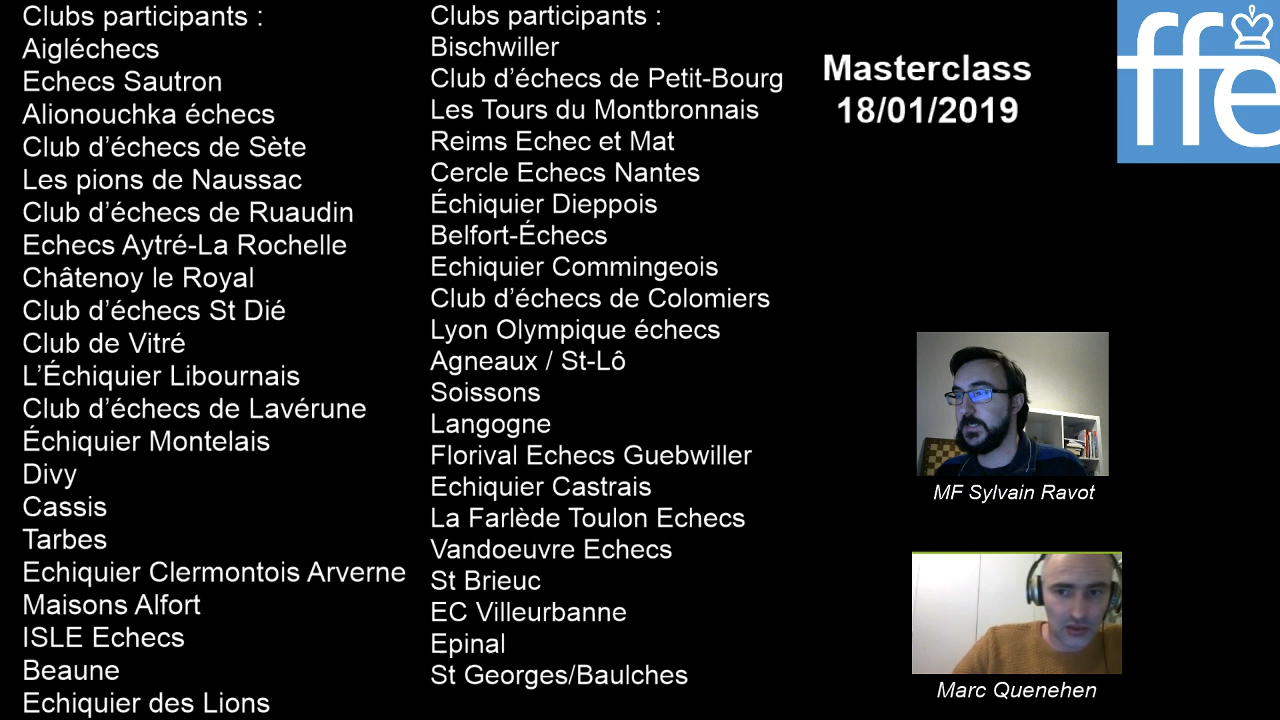 Clubs participants :
Aigléchecs
Echecs Sautron
Alionouchka échecs
Club d’échecs de Sète
Les pions de Naussac
Club d’échecs de Ruaudin
Echecs Aytré-La Rochelle
Châtenoy le Royal
Club d’échecs St Dié
Club de Vitré
L’Échiquier Libournais
Club d’échecs de Lavérune
Échiquier Montelais
Divy
Cassis
Tarbes
Echiquier Clermontois Arverne
Maisons Alfort
ISLE Echecs
Beaune
Echiquier des Lions
Clubs participants :
Bischwiller
Club d’échecs de Petit-Bourg
Les Tours du Montbronnais
Reims Echec et Mat
Cercle Echecs Nantes
Échiquier Dieppois
Belfort-Échecs
Echiquier Commingeois
Club d’échecs de Colomiers
Lyon Olympique échecs
Agneaux / St-Lô
Soissons
Langogne
Florival Echecs Guebwiller
Echiquier Castrais
La Farlède Toulon Echecs
Vandoeuvre Echecs
St Brieuc
EC Villeurbanne
Epinal
St Georges/Baulches
Masterclass
18/01/2019
ffe
MF Sylvain Ravot
Marc Quenehen